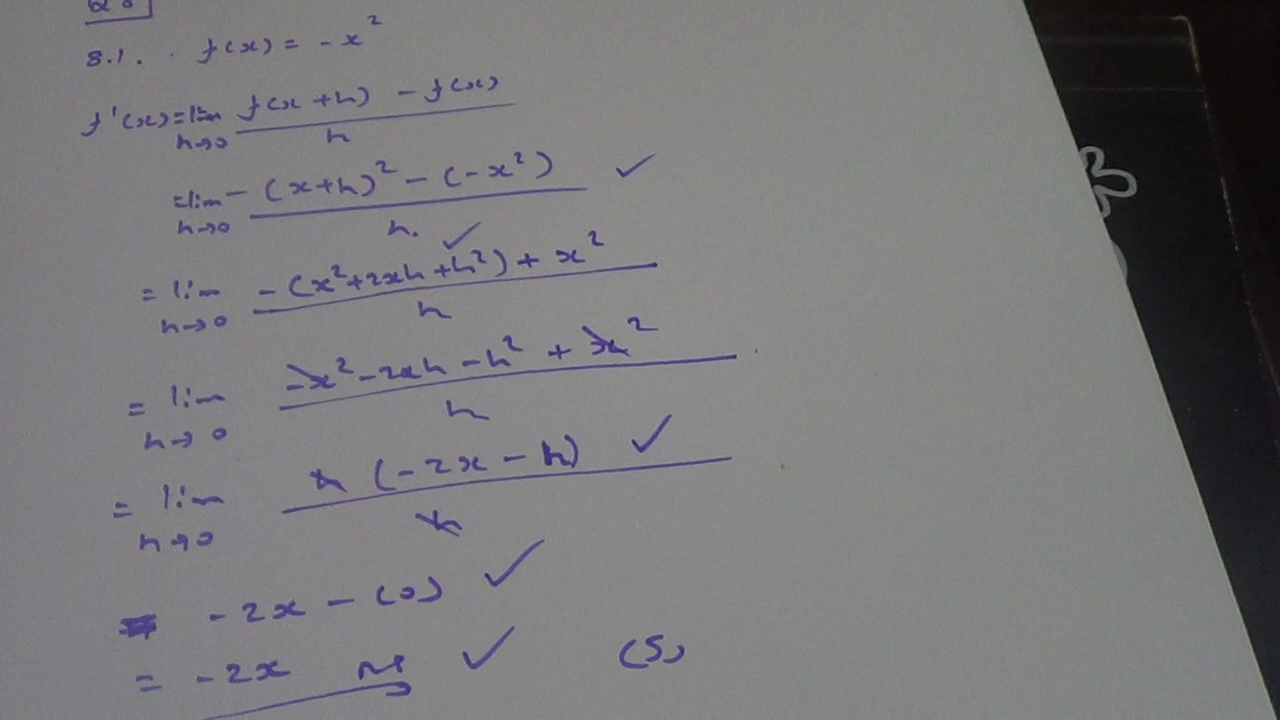 Q8
8.1. f(x) = -x²
f'(x) = lim h→0 f(x+h) - f(x) / h
= lim h→0 -(x+h)² - (-x²) / h. ✓
= lim h→0 -(x²+2xh+h²) + x² / h ✓
= lim h→0 -x² - 2xh - h² + x² / h
= lim h→0 h(-2x - h) / h ✓
= -2x - (0) ✓
= -2x ✓ (5)